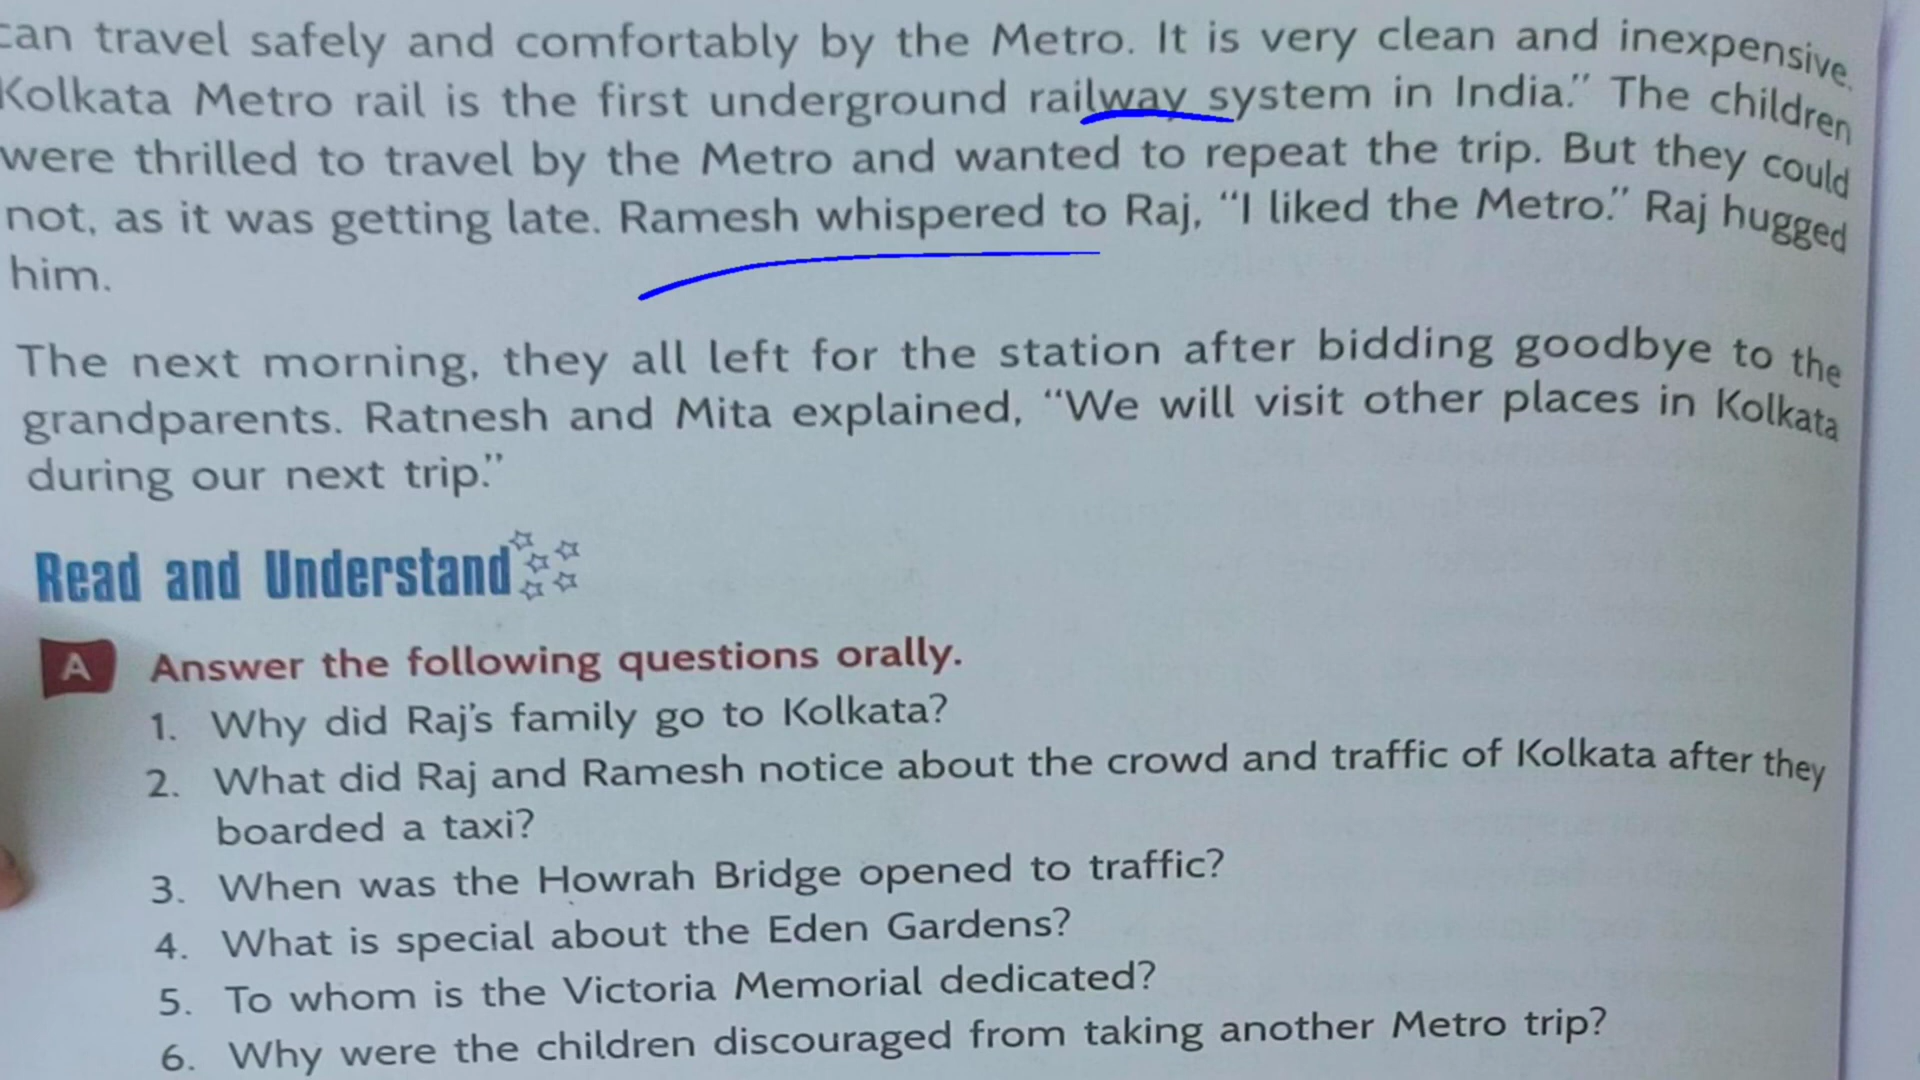 can travel safely and comfortably by the Metro. It is very clean and inexpensive.
Kolkata Metro rail is the first underground railway system in India.” The children
were thrilled to travel by the Metro and wanted to repeat the trip. But they could
not, as it was getting late. Ramesh whispered to Raj, “I liked the Metro.” Raj hugged
him.
The next morning, they all left for the station after bidding goodbye to the
grandparents. Ratnesh and Mita explained, “We will visit other places in Kolkata
during our next trip.”
Read and Understand
A Answer the following questions orally.
1. Why did Raj's family go to Kolkata?
2. What did Raj and Ramesh notice about the crowd and traffic of Kolkata after they
boarded a taxi?
3. When was the Howrah Bridge opened to traffic?
4. What is special about the Eden Gardens?
5. To whom is the Victoria Memorial dedicated?
6. Why were the children discouraged from taking another Metro trip?